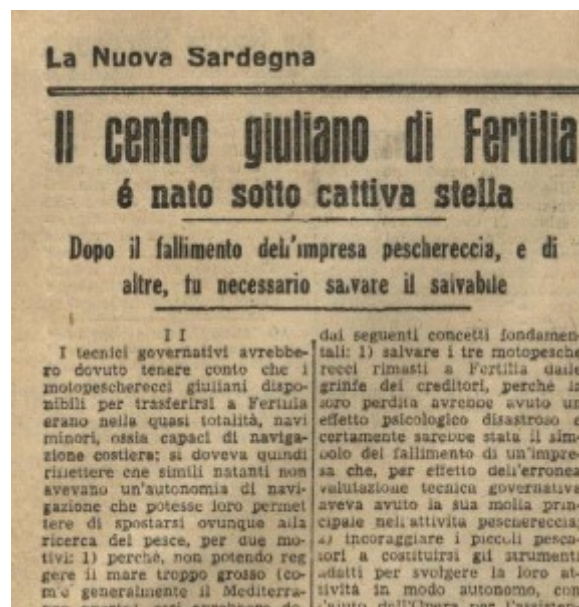 La Nuova Sardegna
Il centro giuliano di Fertilia
é nato sotto cattiva stella
Dopo il fallimento dell'impresa peschereccia, e di
altre, fu necessario salvare il salvabile
II
I tecnici governativi avrebbe-
ro dovuto tenere conto che i
motopescherecci giuliani dispo-
nibili per trasferirsi a Fertilia
erano nella quasi totalità, navi
minori, ossia capaci di naviga-
zione costiera; si doveva quindi
riflettere che simili natanti non
avevano un'autonomia di navi-
gazione che potesse loro permet
tere di spostarsi ovunque alla
ricerca del pesce, per due mo-
tivi: 1) perché, non potendo reg
gere il mare troppo grosso (co-
m'è generalmente il Mediterra-
dai seguenti concetti fondamen
tali: 1) salvare i tre motopesche
recci rimasti a Fertilia dalle
grinfe dei creditori, perché la
loro perdita avrebbe avuto un
effetto psicologico disastroso e
certamente sarebbe stata il sim
bolo del fallimento di un'impre
sa che, per effetto dell'erronea
valutazione tecnica governativa
aveva avuto la sua molla prin
cipale nell'attività peschereccia;
2) incoraggiare i piccoli pesca-
tori a costituirsi gli strumenti
adatti per svolgere la loro at-
tività in modo autonomo, con